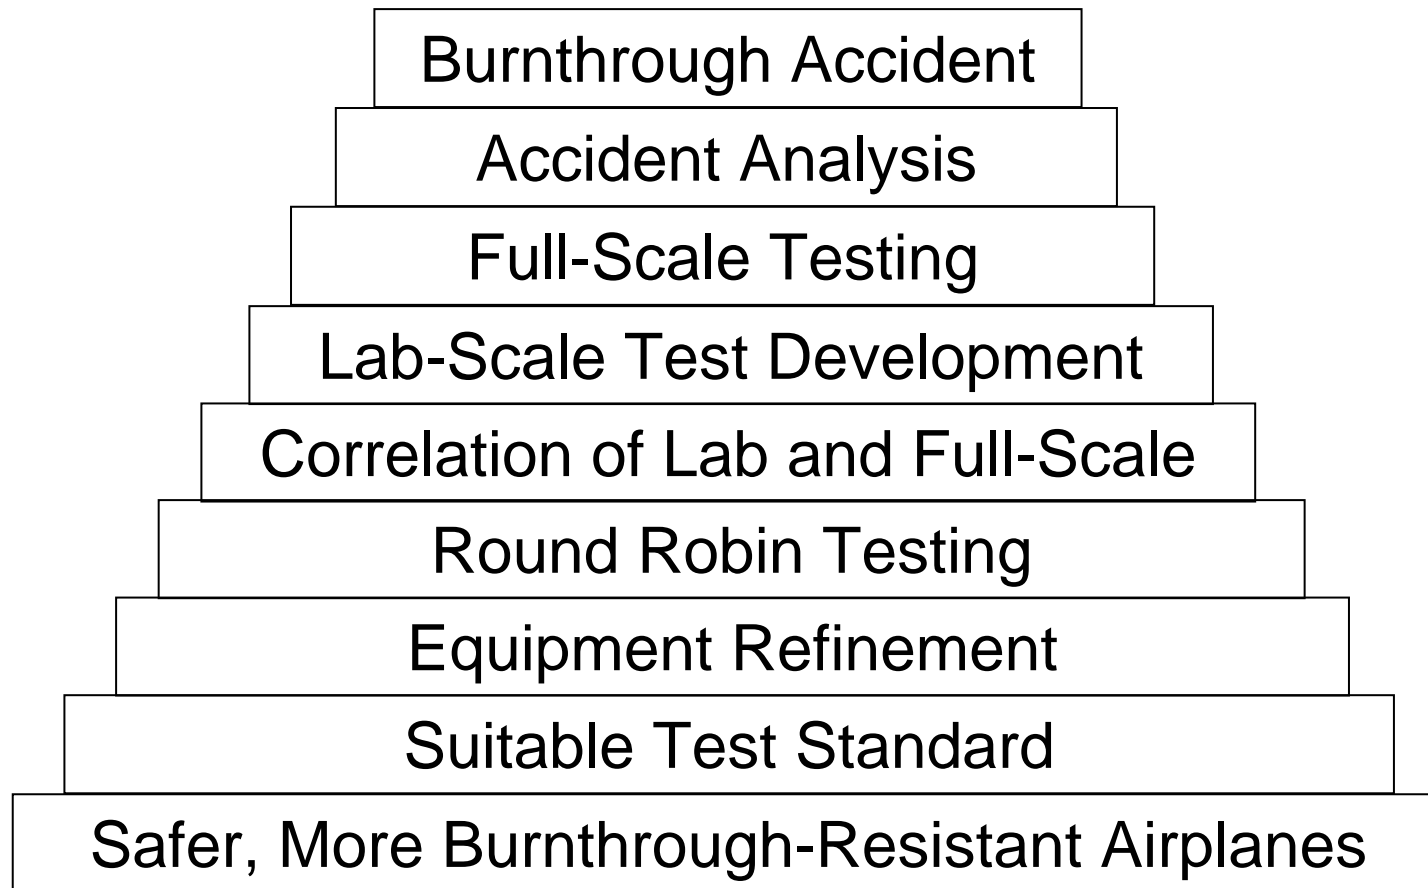 Burnthrough Accident
Accident Analysis
Full-Scale Testing
Lab-Scale Test Development
Correlation of Lab and Full-Scale
Round Robin Testing
Equipment Refinement
Suitable Test Standard
Safer, More Burnthrough-Resistant Airplanes